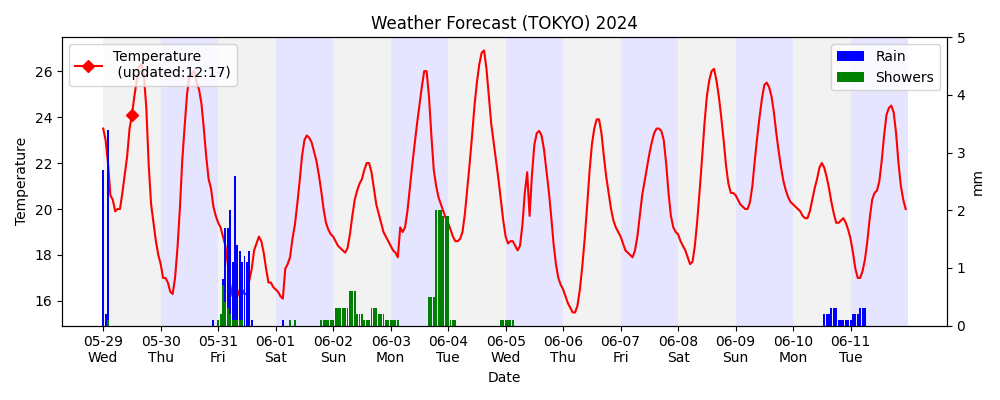 Weather Forecast (TOKYO) 2024
Temperature
(updated:12:17)
Rain
Showers
Temperature
26
24
22
20
18
16
5
4
3
2
1
0
mm
05-29 05-30 05-31 06-01 06-02 06-03 06-04 06-05 06-06 06-07 06-08 06-09 06-10 06-11
Wed Thu Fri Sat Sun Mon Tue Wed Thu Fri Sat Sun Mon Tue
Date